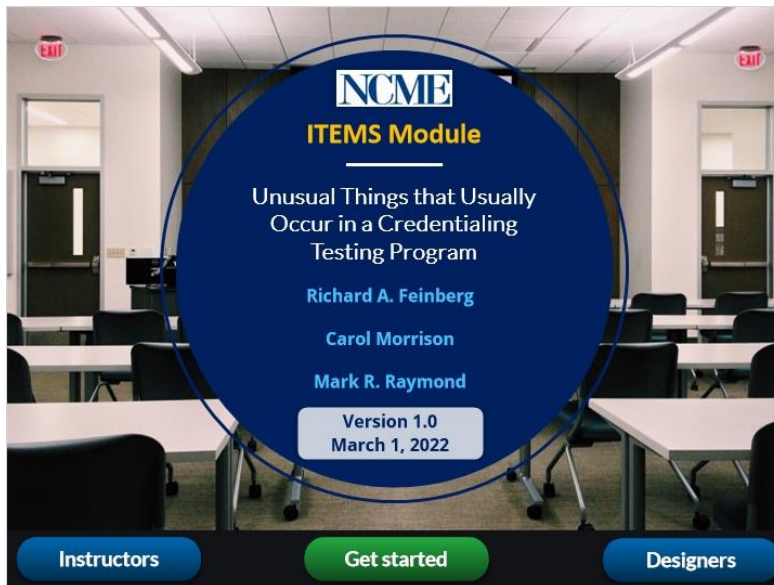 EXIT
EXIT
NCME
ITEMS Module
Unusual Things that Usually
Occur in a Credentialing
Testing Program
Richard A. Feinberg
Carol Morrison
Mark R. Raymond
Version 1.0
March 1, 2022
Instructors
Get started
Designers